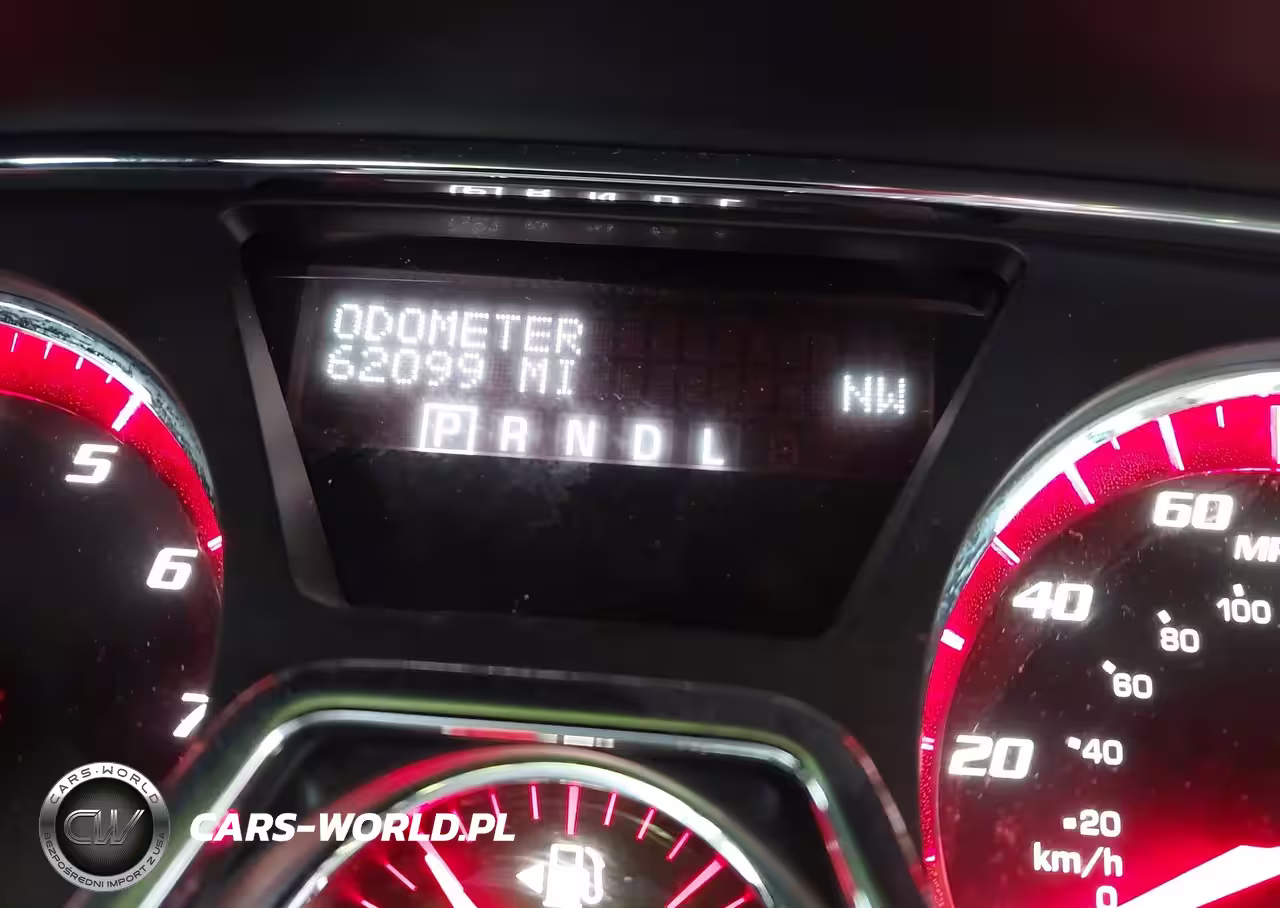 ODOMETER
62099 MI
NW
P R N D L
5
6
7
60
MP
40
100
80
60
20
40
20
km/h
0
CARS-WORLD
CW
BEZPOŚREDNI IMPORT Z USA
CARS-WORLD.PL